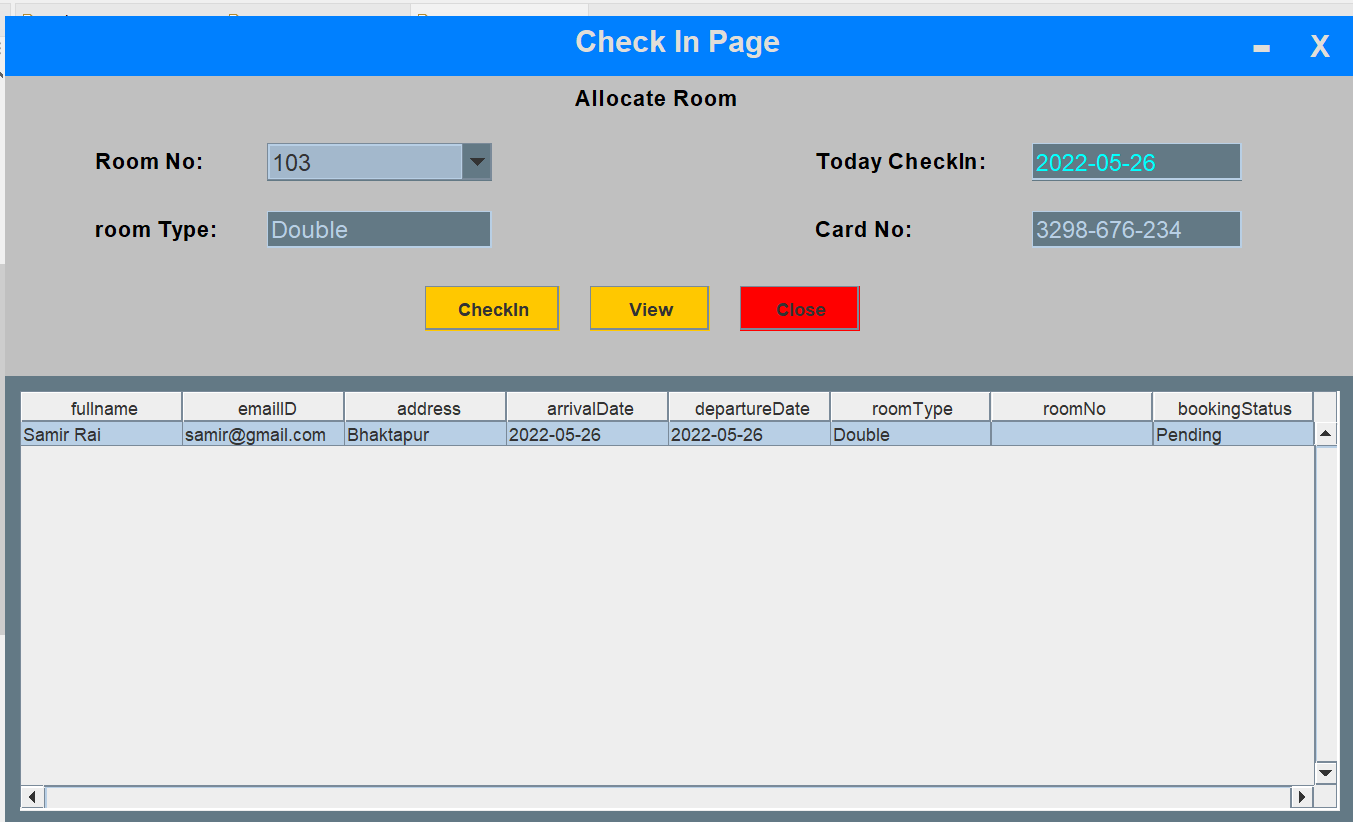 Check In Page
X
Allocate Room
Room No: 103 Today CheckIn: 2022-05-26
room Type: Double Card No: 3298-676-234
CheckIn View Close
fullname emailID address arrivalDate departureDate roomType roomNo bookingStatus
Samir Rai samir@gmail.com Bhaktapur 2022-05-26 2022-05-26 Double Pending